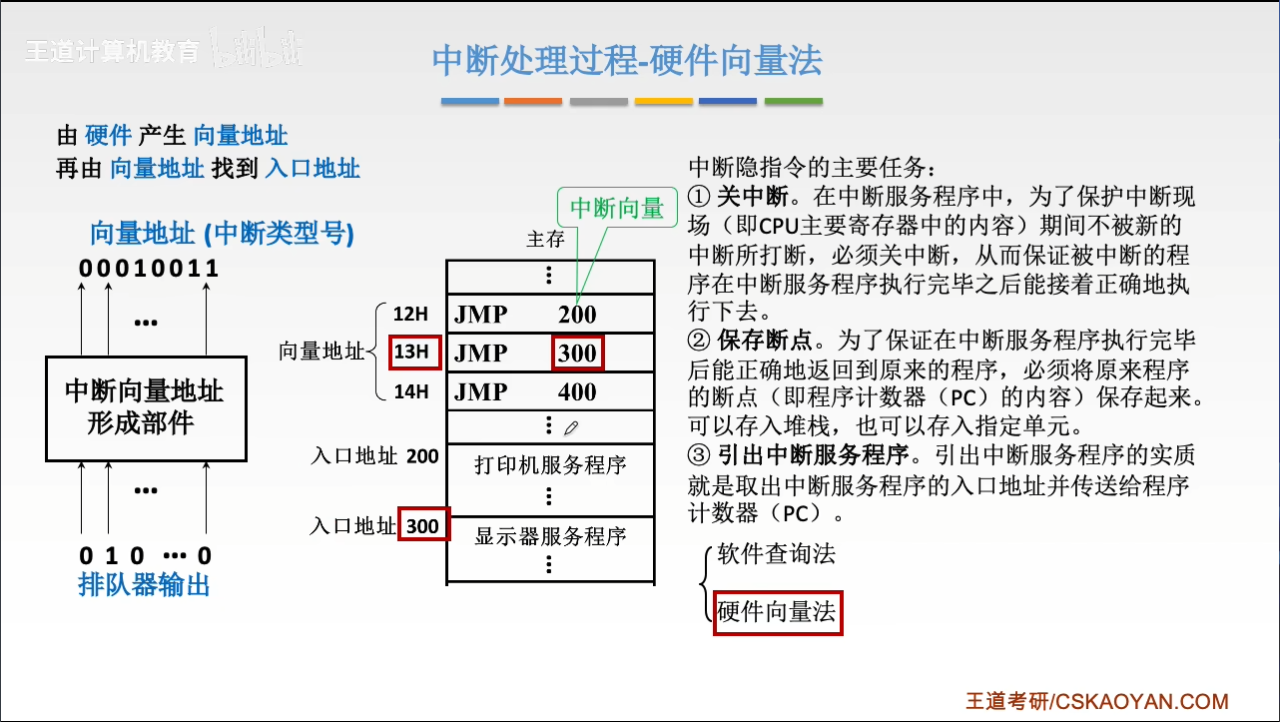 王道计算机教育 bilibili
中断处理过程-硬件向量法
由 硬件 产生 向量地址
再由 向量地址 找到 入口地址
向量地址 (中断类型号)
00010011
...
中断向量地址
形成部件
...
0 1 0 ... 0
排队器输出
中断向量
主存
12H JMP 200
向量地址 13H JMP 300
14H JMP 400
入口地址 200 打印机服务程序
入口地址 300 显示器服务程序
中断隐指令的主要任务：
① 关中断。在中断服务程序中，为了保护中断现
场（即CPU主要寄存器中的内容）期间不被新的
中断所打断，必须关中断，从而保证被中断的程
序在中断服务程序执行完毕之后能接着正确地执
行下去。
② 保存断点。为了保证在中断服务程序执行完毕
后能正确地返回到原来的程序，必须将原来程序
的断点（即程序计数器（PC）的内容）保存起来。
可以存入堆栈，也可以存入指定单元。
③ 引出中断服务程序。引出中断服务程序的实质
就是取出中断服务程序的入口地址并传送给程序
计数器（PC）。
软件查询法
硬件向量法
王道考研/CSKAOYAN.COM